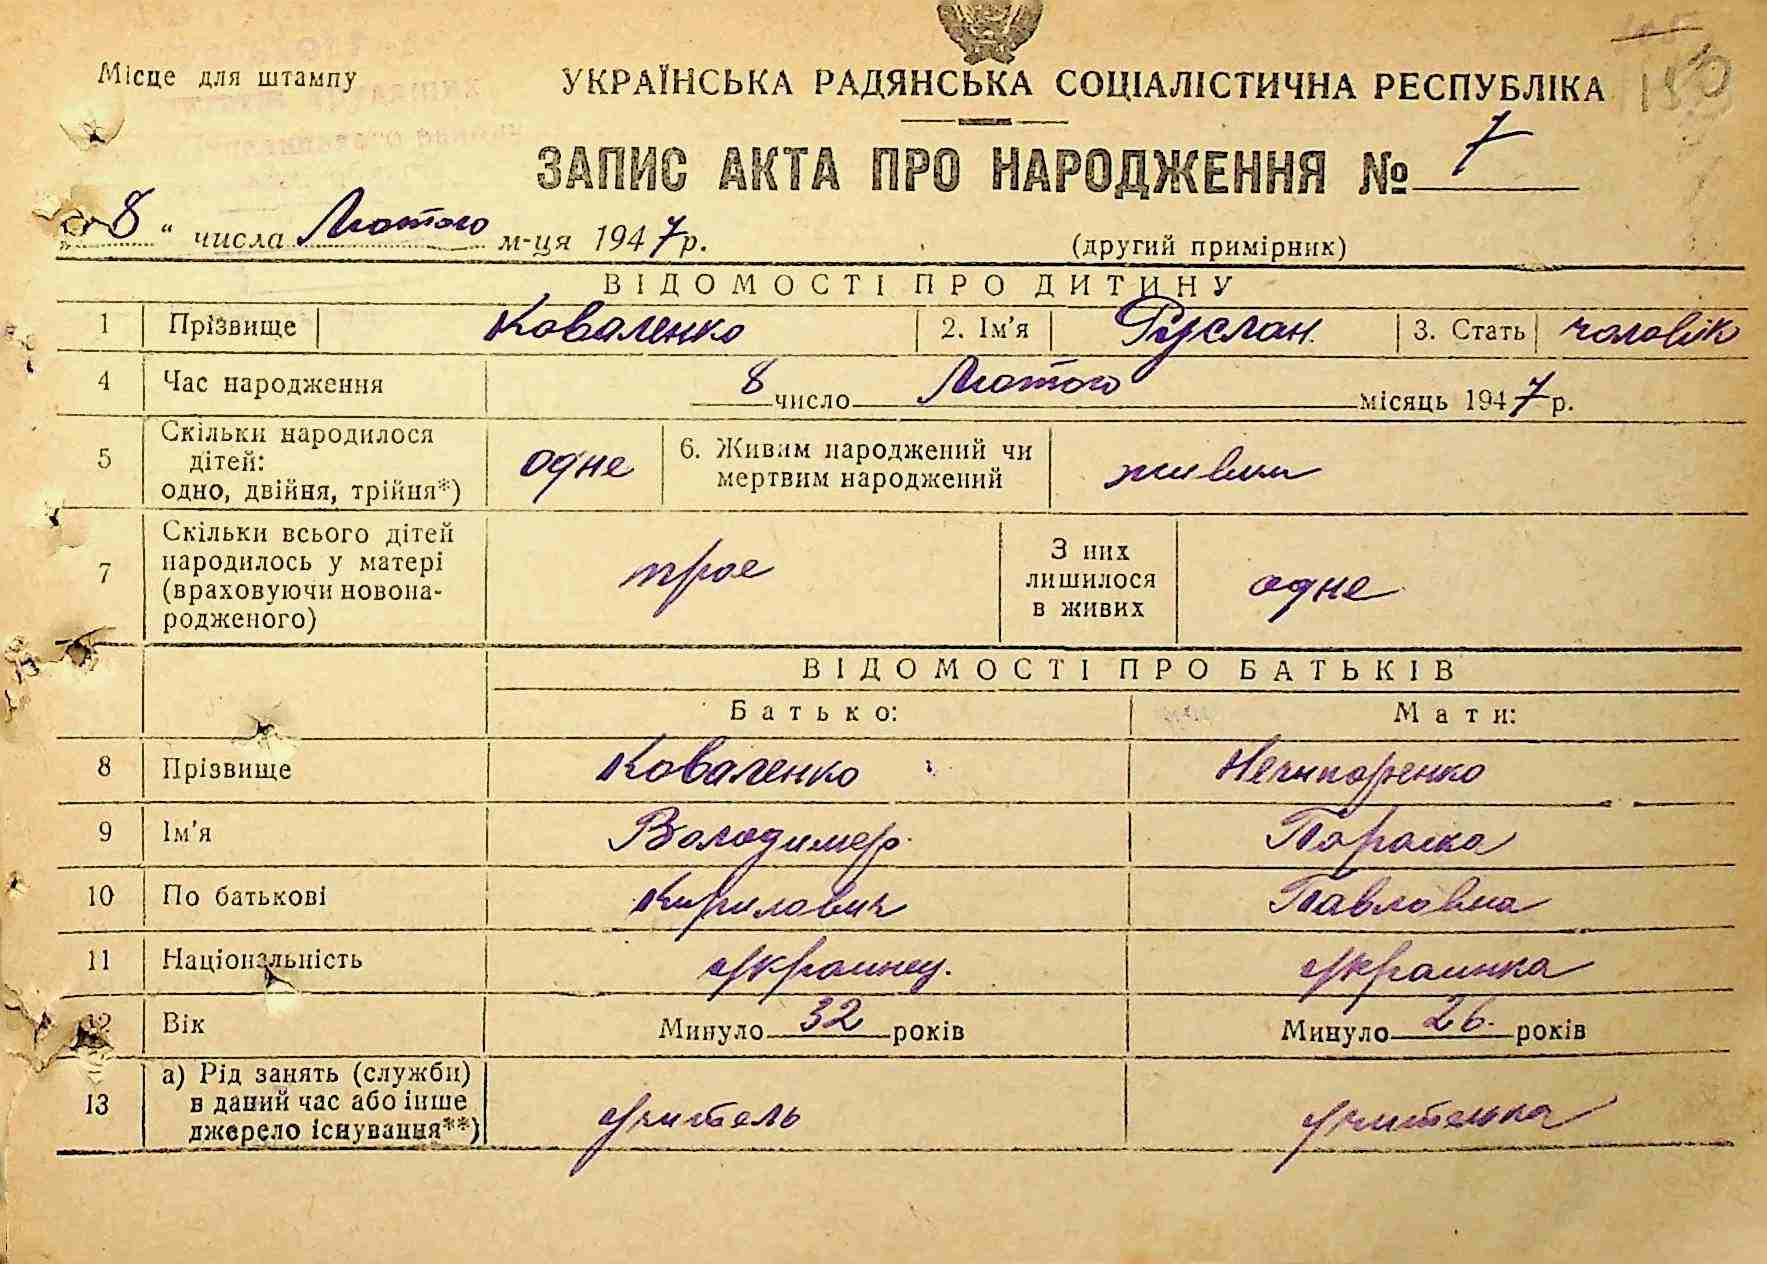 Місце для штампу
УКРАЇНСЬКА РАДЯНСЬКА СОЦІАЛІСТИЧНА РЕСПУБЛІКА
150
ЗАПИС АКТА ПРО НАРОДЖЕННЯ № 7
„ 8 “ числа Лютого м-ця 1947 р. (другий примірник)
ВІДОМОСТІ ПРО ДИТИНУ
1 Прізвище Коваленко 2. Ім'я Руслан. 3. Стать чоловік
4 Час народження 8 число Лютого місяць 1947 р.
5 Скільки народилося дітей: одно, двійня, трійня*) одне 6. Живим народжений чи мертвим народжений живим
7 Скільки всього дітей народилось у матері (враховуючи новонародженого) троє З них лишилося в живих одне
ВІДОМОСТІ ПРО БАТЬКІВ
Батько: Мати:
8 Прізвище Коваленко Нечипоренко
9 Ім'я Володимер. Параска
10 По батькові Кирилович Павловна
11 Національність Украинец. Украинка
12 Вік Минуло 32 років Минуло 26. років
13 а) Рід занять (служби) в даний час або інше джерело існування**) Учитель Учителька